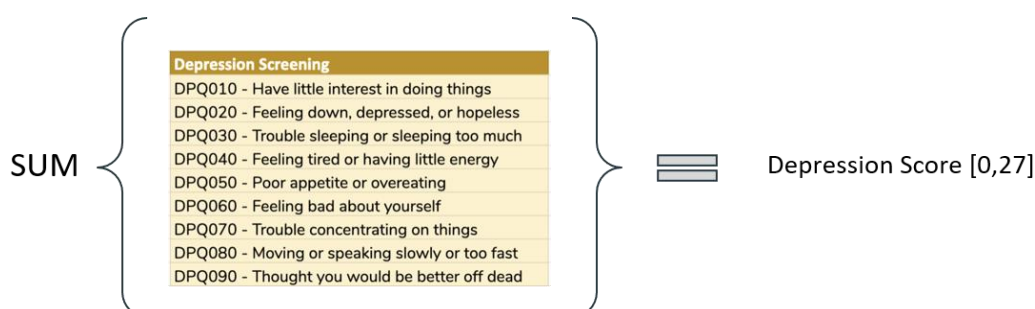 Depression Screening
DPQ010 - Have little interest in doing things
DPQ020 - Feeling down, depressed, or hopeless
DPQ030 - Trouble sleeping or sleeping too much
SUM
DPQ040 - Feeling tired or having little energy
Depression Score [0,27]
DPQ050 - Poor appetite or overeating
DPQ060 - Feeling bad about yourself
DPQ070 - Trouble concentrating on things
DPQ080 - Moving or speaking slowly or too fast
DPQ090 - Thought you would be better off dead